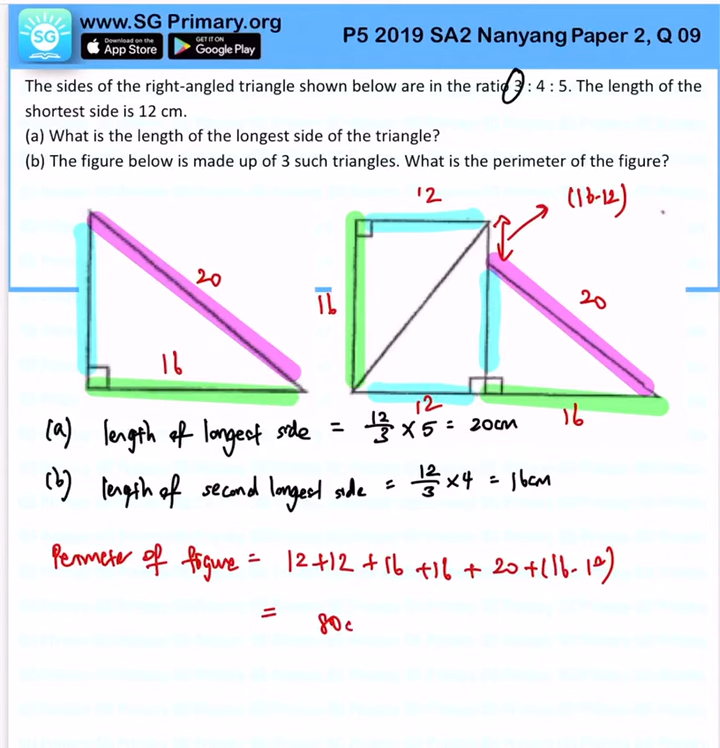 www.SG Primary.org
SG
Download on the
App Store
GET IT ON
Google Play
P5 2019 SA2 Nanyang Paper 2, Q 09
The sides of the right-angled triangle shown below are in the ratio 3 : 4 : 5. The length of the
shortest side is 12 cm.
(a) What is the length of the longest side of the triangle?
(b) The figure below is made up of 3 such triangles. What is the perimeter of the figure?
12
(16-12)
20
16
16
20
12
16
(a) length of longest side = 12/3 × 5 = 20cm
(b) length of second longest side = 12/3 × 4 = 16cm
Perimeter of figure = 12+12 +16 +16 + 20 +(16-12)
= 80c